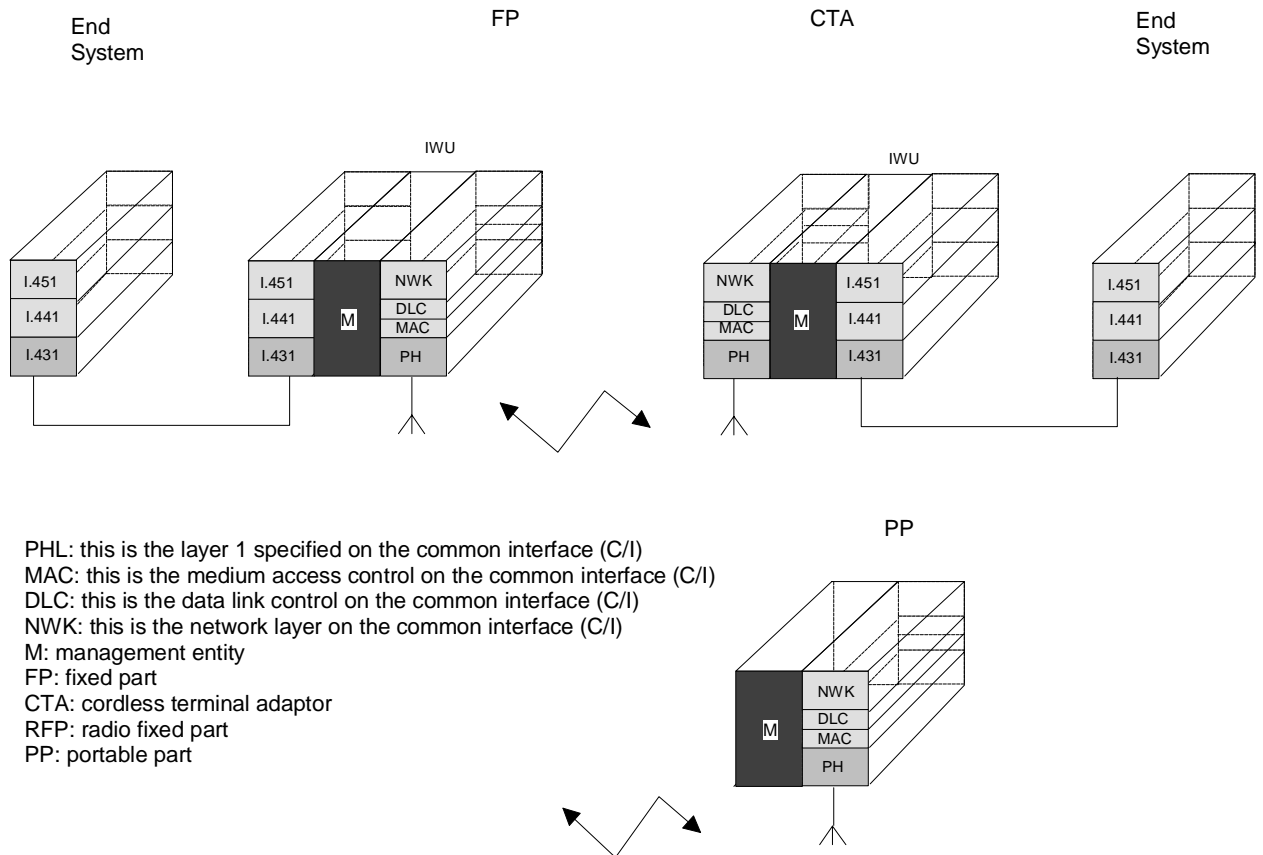 End
System
FP
CTA
End
System
IWU
IWU
I.451
I.441
I.431
I.451
I.441
I.431
M
NWK
DLC
MAC
PH
NWK
DLC
MAC
PH
M
I.451
I.441
I.431
I.451
I.441
I.431
PHL: this is the layer 1 specified on the common interface (C/I)
MAC: this is the medium access control on the common interface (C/I)
DLC: this is the data link control on the common interface (C/I)
NWK: this is the network layer on the common interface (C/I)
M: management entity
FP: fixed part
CTA: cordless terminal adaptor
RFP: radio fixed part
PP: portable part
PP
M
NWK
DLC
MAC
PH